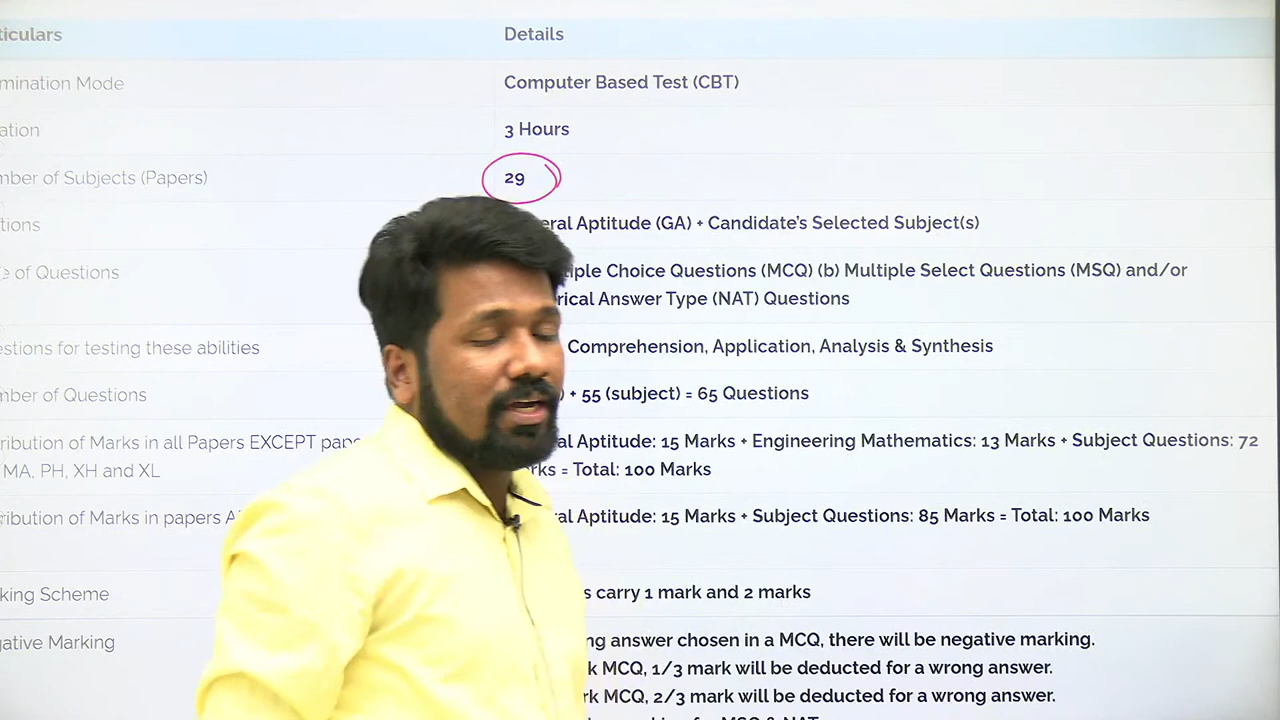 ticulars Details
mination Mode Computer Based Test (CBT)
ation 3 Hours
mber of Subjects (Papers) 29
tions eral Aptitude (GA) + Candidate's Selected Subject(s)
e of Questions iple Choice Questions (MCQ) (b) Multiple Select Questions (MSQ) and/or
rical Answer Type (NAT) Questions
estions for testing these abilities Comprehension, Application, Analysis & Synthesis
mber of Questions ) + 55 (subject) = 65 Questions
ribution of Marks in all Papers EXCEPT pape al Aptitude: 15 Marks + Engineering Mathematics: 13 Marks + Subject Questions: 72
MA, PH, XH and XL rks = Total: 100 Marks
ribution of Marks in papers A al Aptitude: 15 Marks + Subject Questions: 85 Marks = Total: 100 Marks
king Scheme s carry 1 mark and 2 marks
gative Marking ng answer chosen in a MCQ, there will be negative marking.
k MCQ, 1/3 mark will be deducted for a wrong answer.
rk MCQ, 2/3 mark will be deducted for a wrong answer.